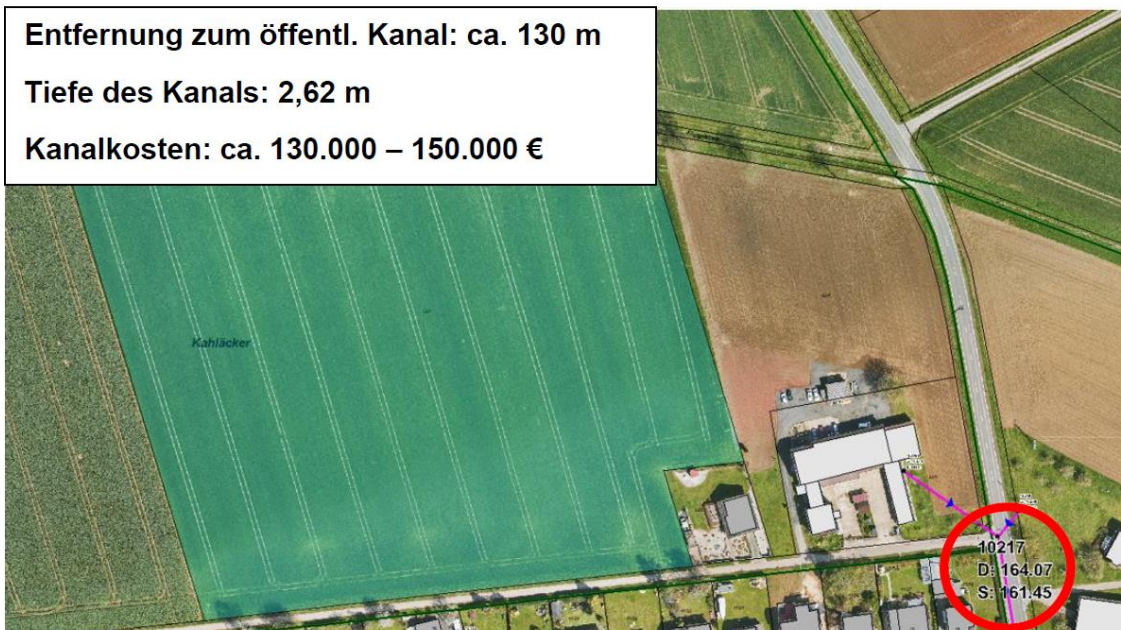 Entfernung zum öffentl. Kanal: ca. 130 m
Tiefe des Kanals: 2,62 m
Kanalkosten: ca. 130.000 – 150.000 €
Kahläcker
10217
D: 164.07
S: 161.45